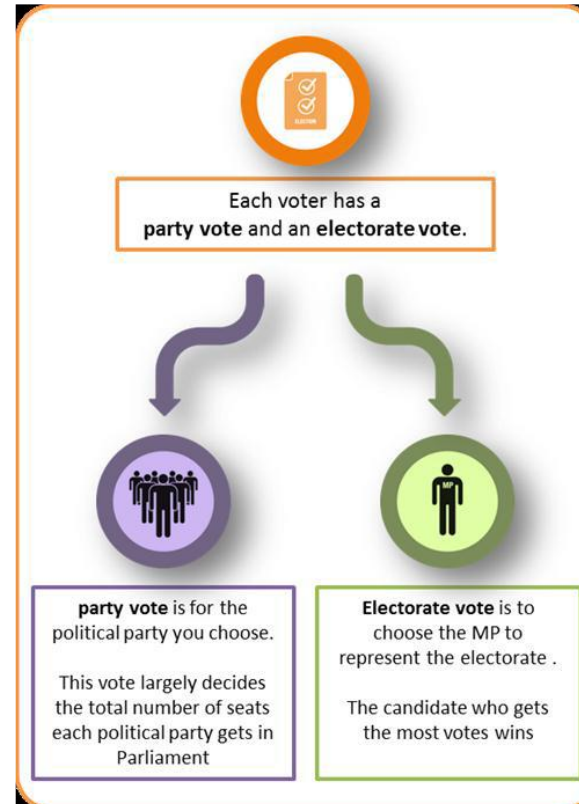 ELECTION
Each voter has a
party vote and an electorate vote.
MP
party vote is for the
political party you choose.
This vote largely decides
the total number of seats
each political party gets in
Parliament
Electorate vote is to
choose the MP to
represent the electorate .
The candidate who gets
the most votes wins